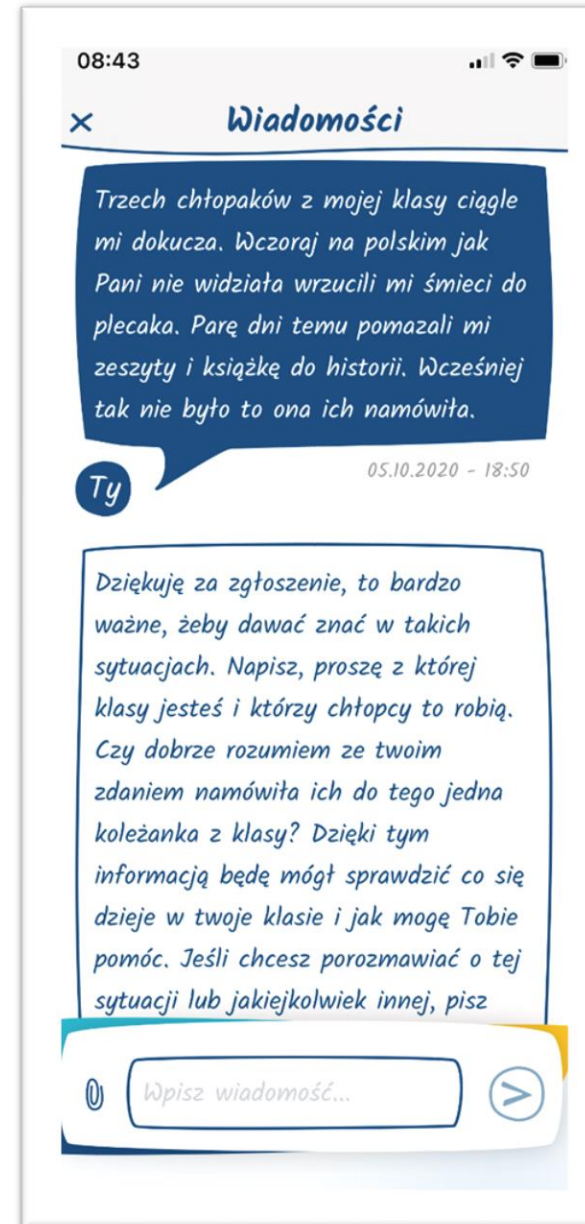 08:43
Wiadomości
Trzech chłopaków z mojej klasy ciągle
mi dokucza. Wczoraj na polskim jak
Pani nie widziała wrzucili mi śmieci do
plecaka. Parę dni temu pomazali mi
zeszyty i książkę do historii. Wcześniej
tak nie było to ona ich namówiła.
05.10.2020 - 18:50
Ty
Dziękuję za zgłoszenie, to bardzo
ważne, żeby dawać znać w takich
sytuacjach. Napisz, proszę z której
klasy jesteś i którzy chłopcy to robią.
Czy dobrze rozumiem ze twoim
zdaniem namówiła ich do tego jedna
koleżanka z klasy? Dzięki tym
informacją będę mógł sprawdzić co się
dzieje w twoje klasie i jak mogę Tobie
pomóc. Jeśli chcesz porozmawiać o tej
sytuacji lub jakiejkolwiek innej, pisz
Wpisz wiadomość...